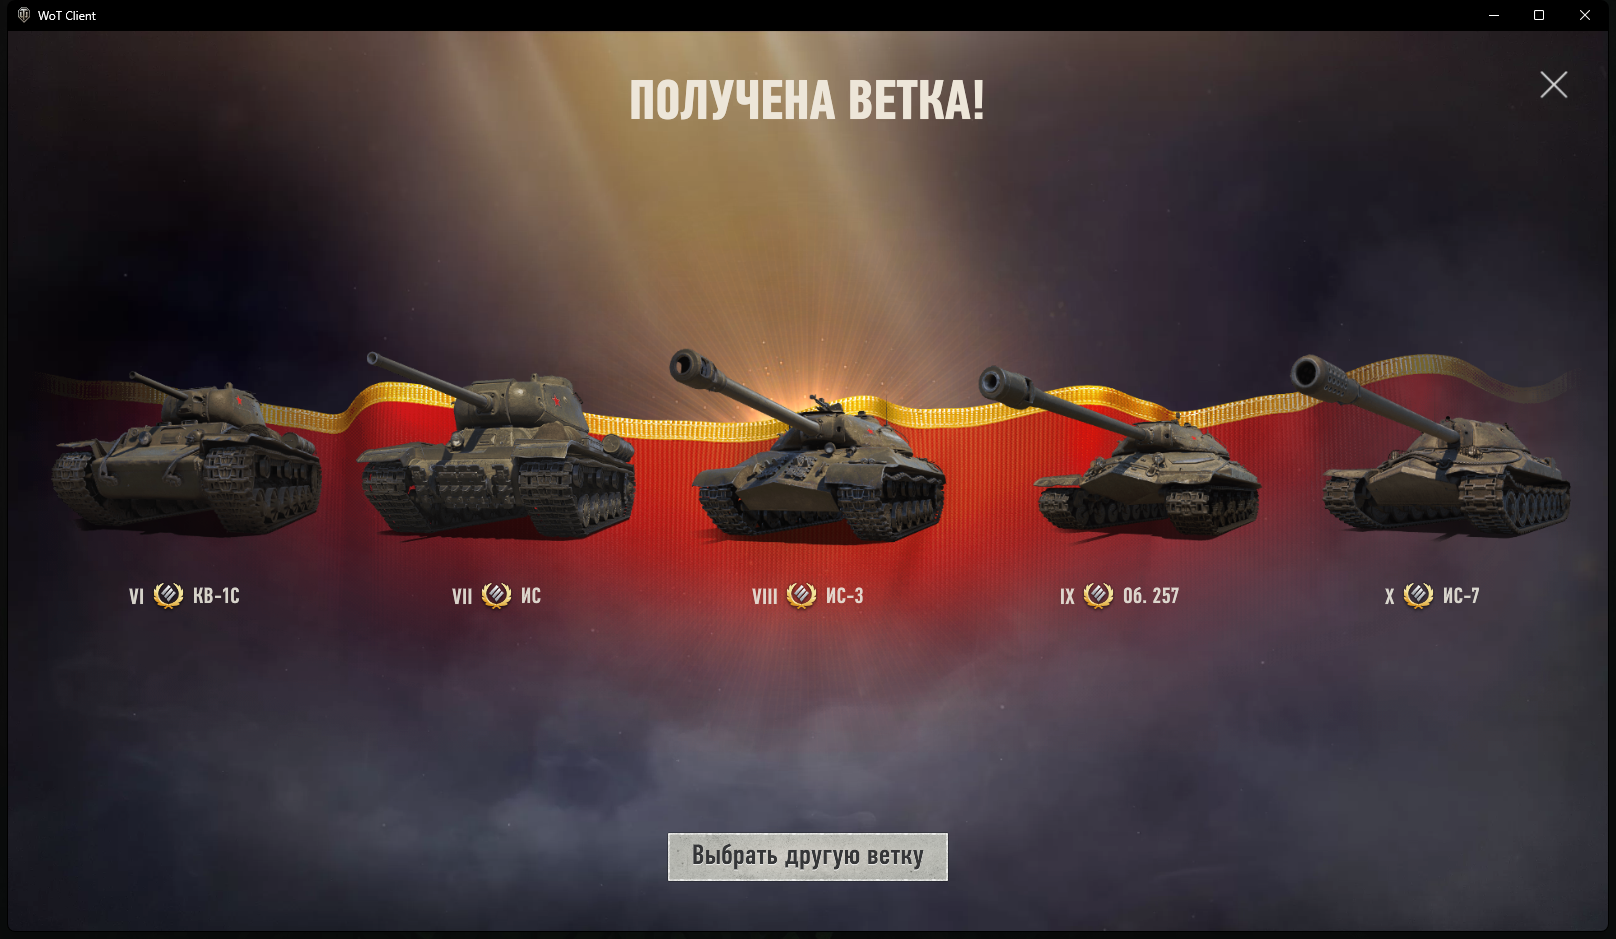 WoT Client
ПОЛУЧЕНА ВЕТКА!
VI КВ-1С
VII ИС
VIII ИС-3
IX Об. 257
X ИС-7
Выбрать другую ветку